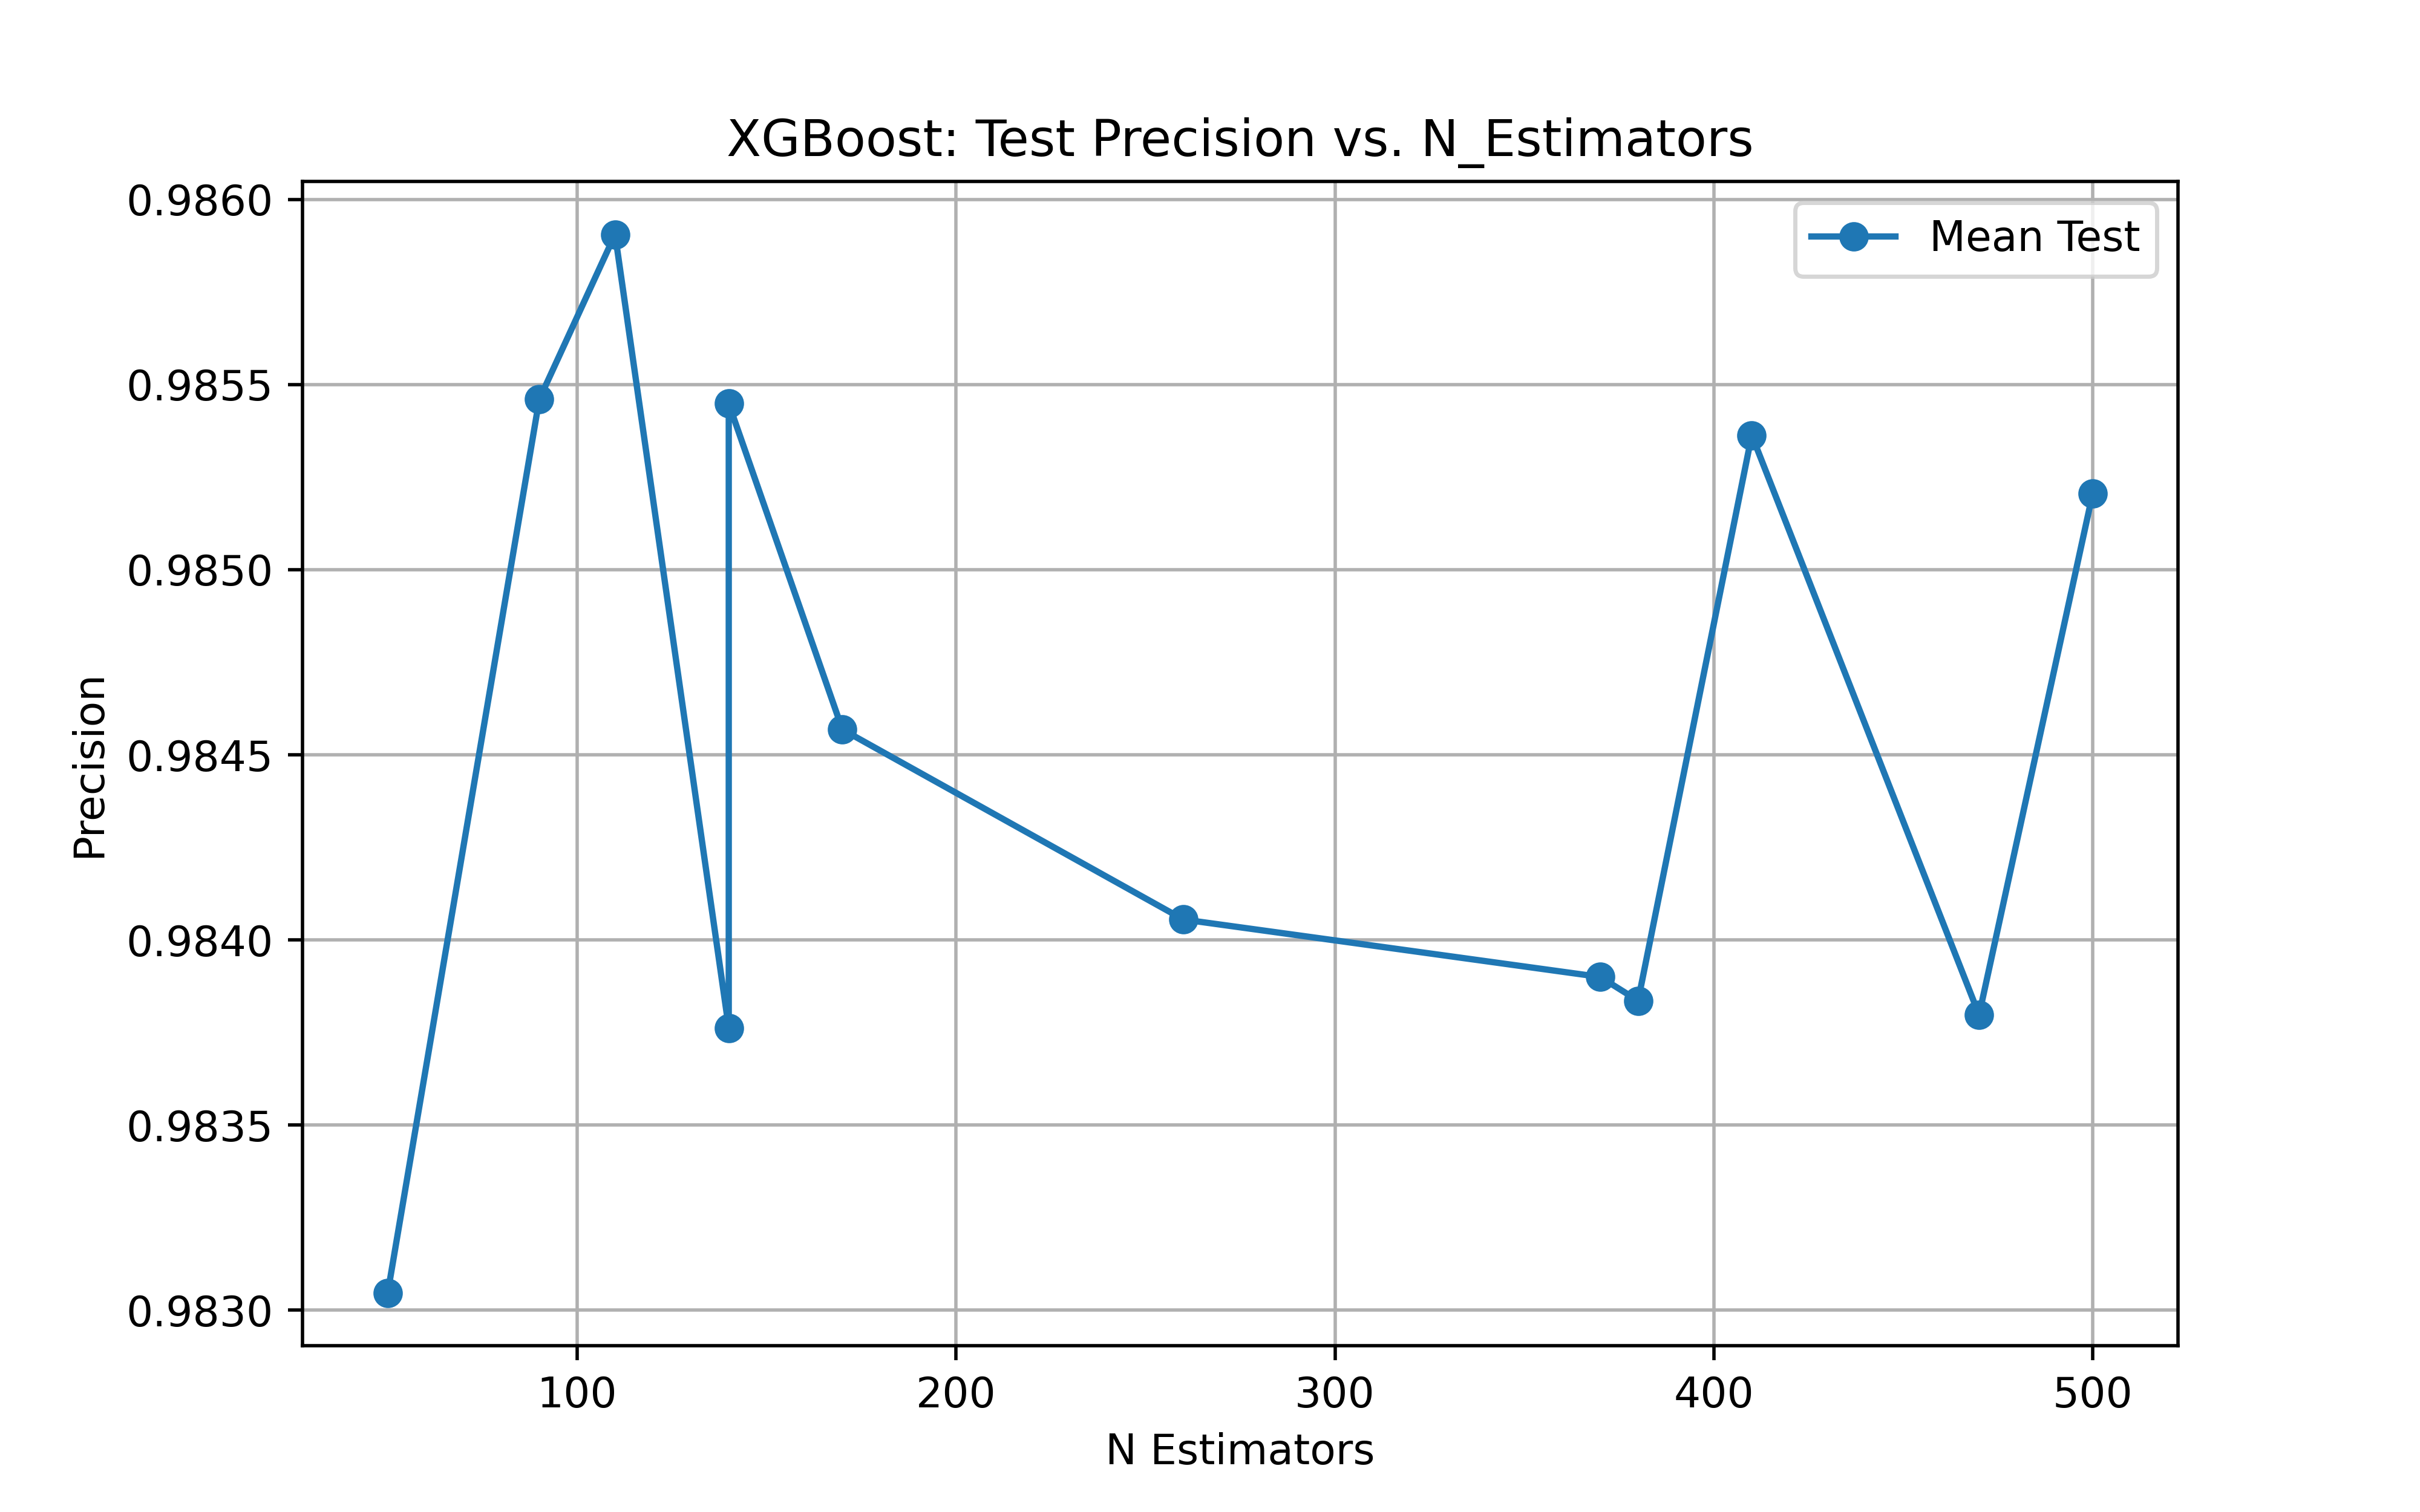 XGBoost: Test Precision vs. N_Estimators
Mean Test
Precision
0.9860
0.9855
0.9850
0.9845
0.9840
0.9835
0.9830
100 200 300 400 500
N Estimators